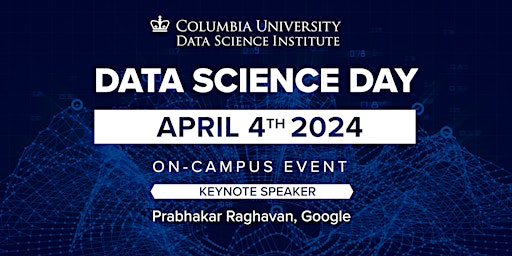 COLUMBIA UNIVERSITY
DATA SCIENCE INSTITUTE
DATA SCIENCE DAY
APRIL 4TH 2024
ON-CAMPUS EVENT
KEYNOTE SPEAKER
Prabhakar Raghavan, Google